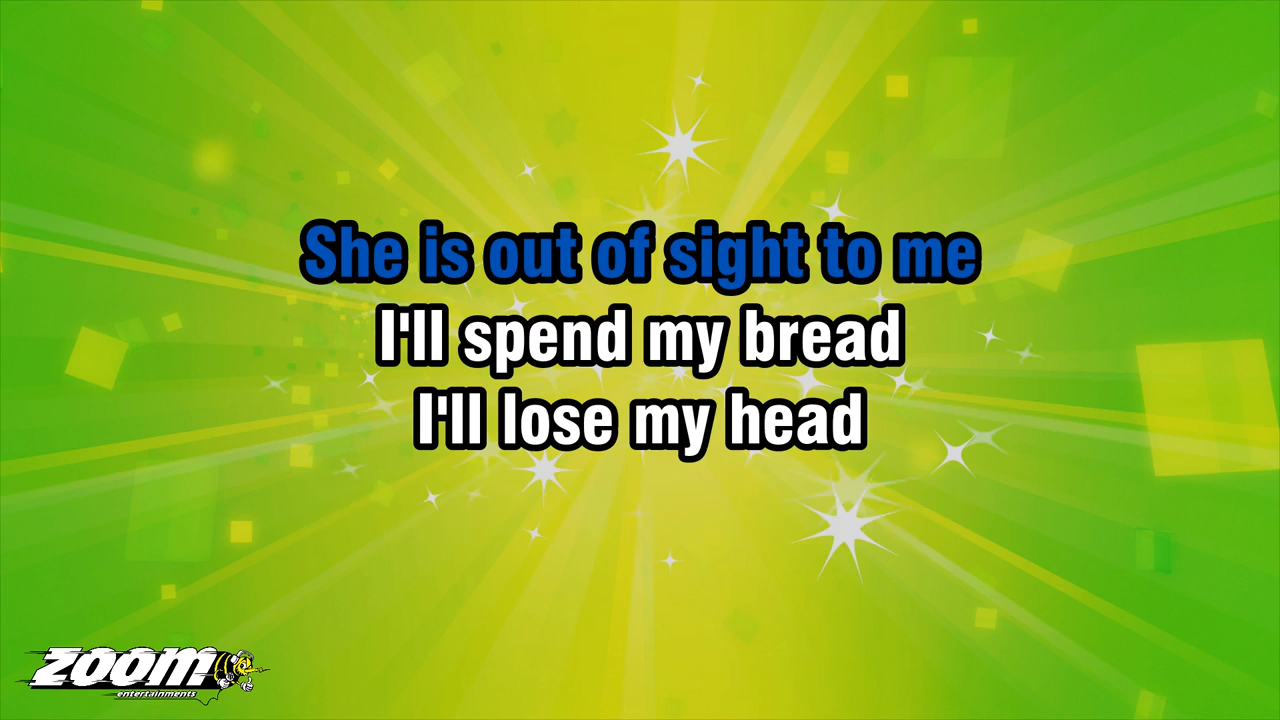 She is out of sight to me
I'll spend my bread
I'll lose my head
zoom
entertainments